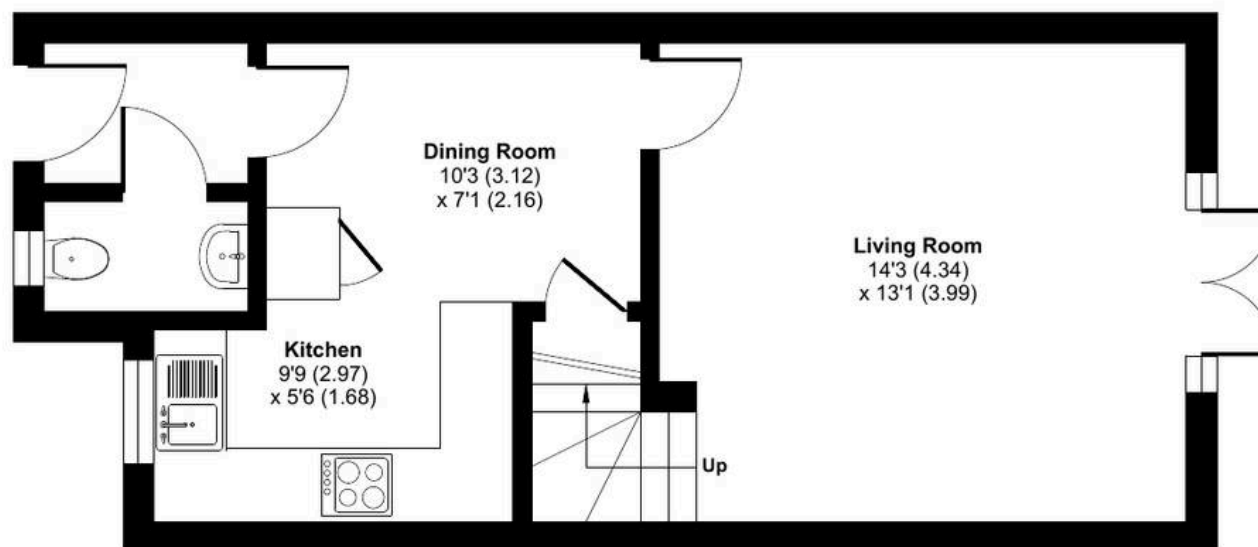 Dining Room
10'3 (3.12)
x 7'1 (2.16)
Living Room
14'3 (4.34)
x 13'1 (3.99)
Kitchen
9'9 (2.97)
x 5'6 (1.68)
Up